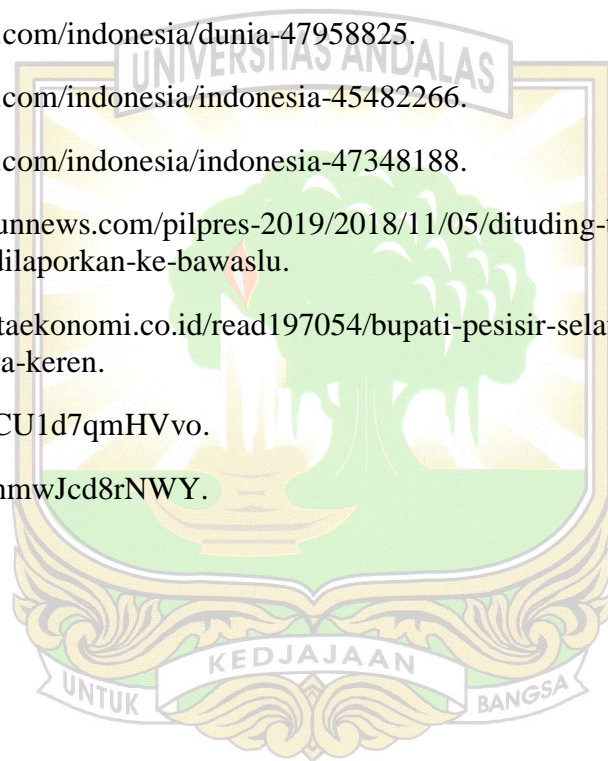 .com/indonesia/dunia-47958825.
UNIVERSITAS ANDALAS
.com/indonesia/indonesia-45482266.
.com/indonesia/indonesia-47348188.
unnews.com/pilpres-2019/2018/11/05/dituding-
dilaporkan-ke-bawaslu.
taekonomi.co.id/read197054/bupati-pesisir-sela
a-keren.
CU1d7qmHVvo.
mwJcd8rNWY.
UNTUK KEDJAJAAN BANGSA